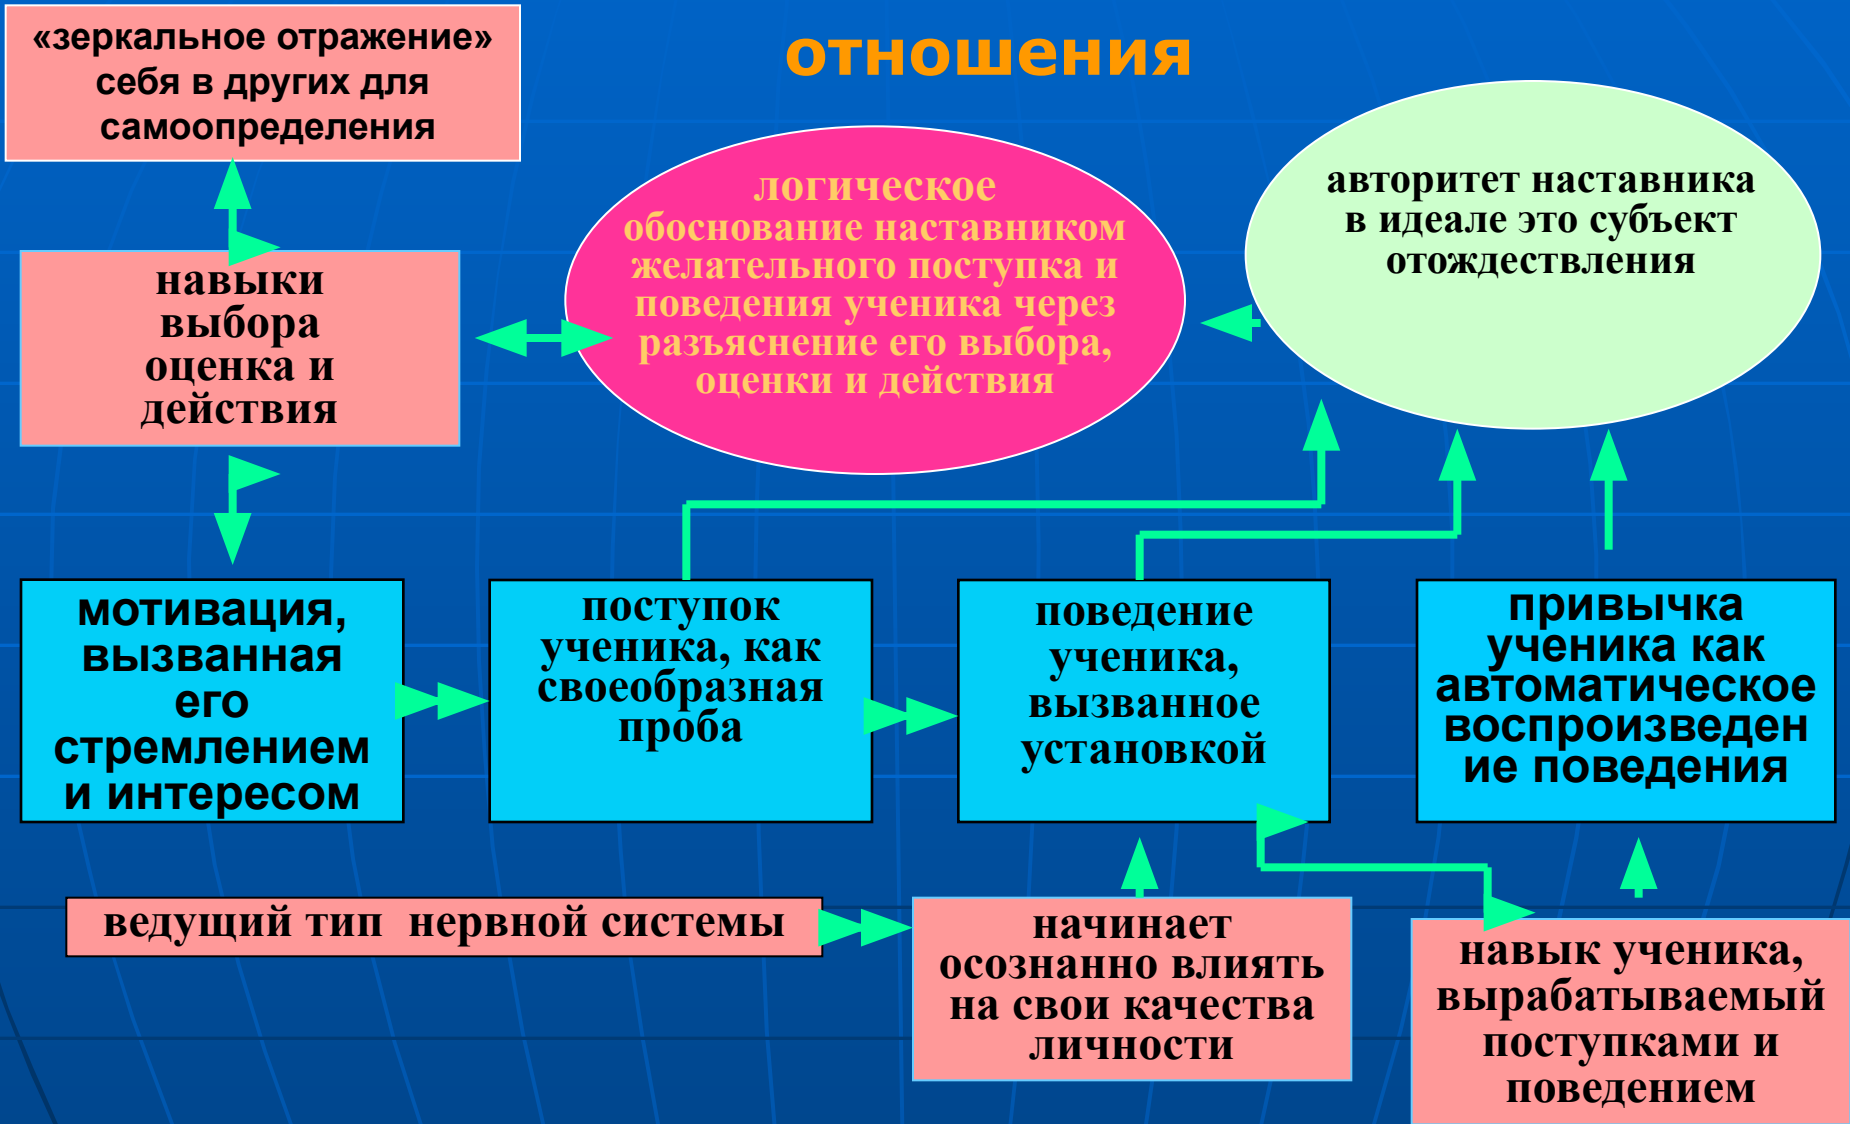 «зеркальное отражение»
себя в других для
самоопределения
отношения
логическое
обоснование наставником
желательного поступка и
поведения ученика через
разъяснение его выбора,
оценки и действия
авторитет наставника
в идеале это субъект
отождествления
навыки
выбора
оценка и
действия
мотивация,
вызванная
его
стремлением
и интересом
поступок
ученика, как
своеобразная
проба
поведение
ученика,
вызванное
установкой
привычка
ученика как
автоматическое
воспроизведен
ие поведения
ведущий тип  нервной системы
начинает
осознанно влиять
на свои качества
личности
навык ученика,
вырабатываемый
поступками и
поведением